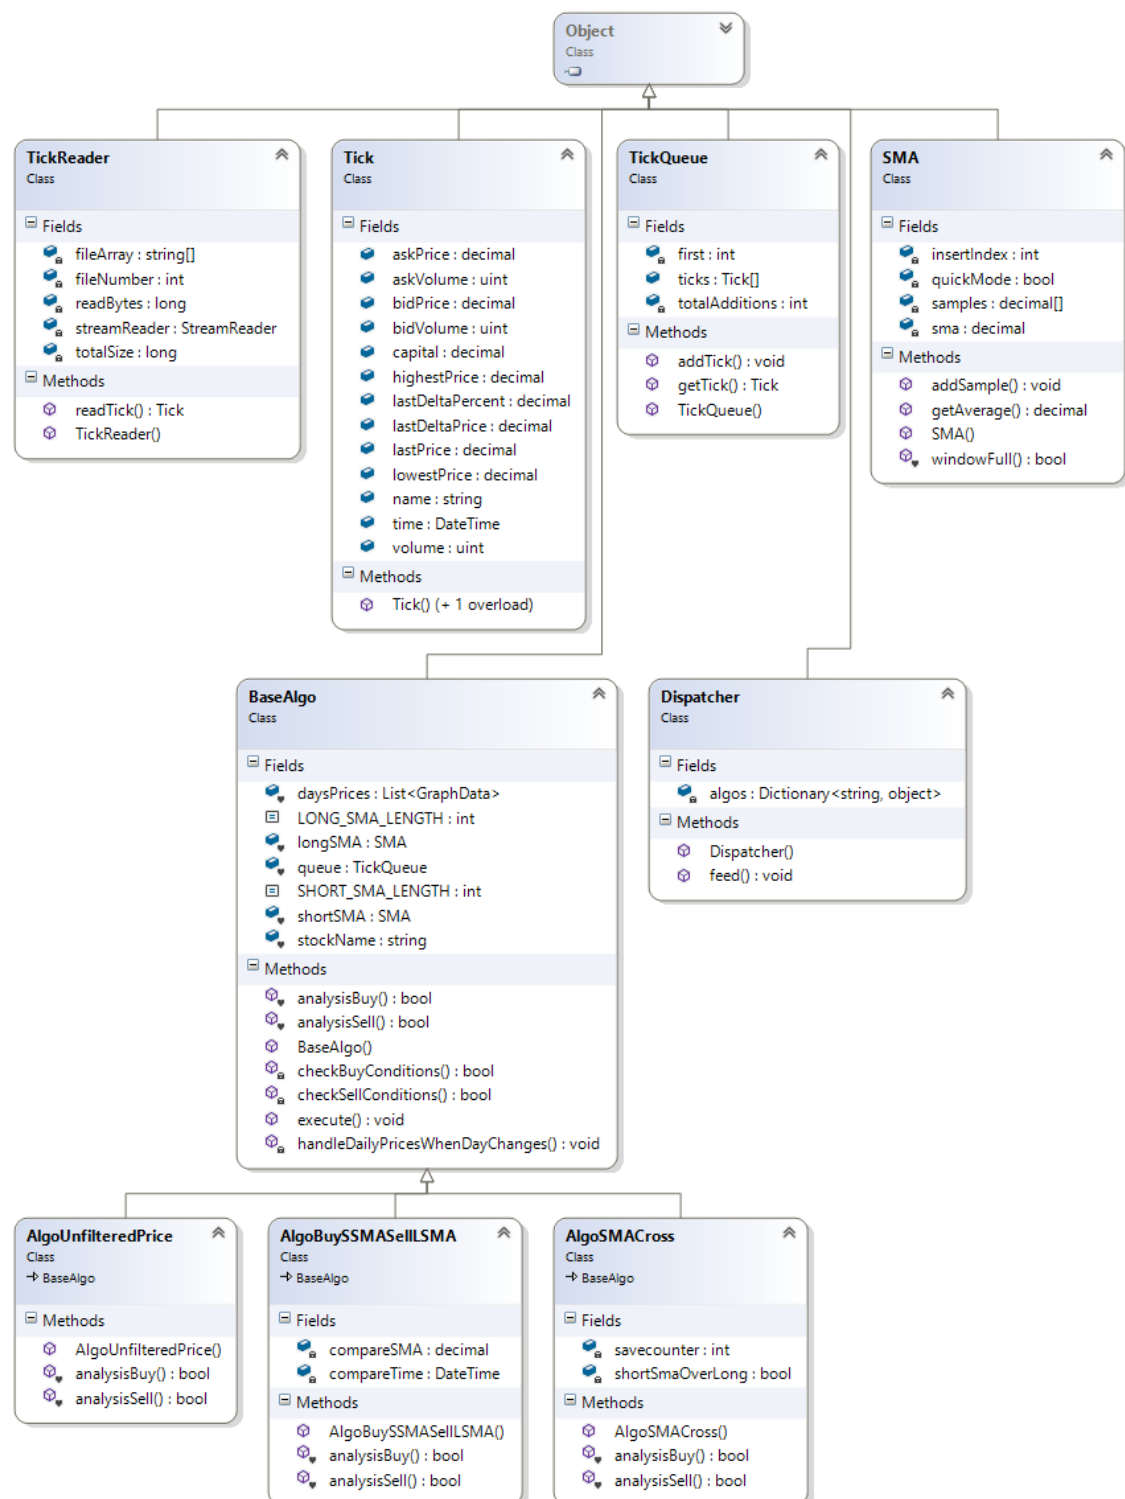 Object
Class
TickReader
Class
Fields
fileArray : string[]
fileNumber : int
readBytes : long
streamReader : StreamReader
totalSize : long
Methods
readTick() : Tick
TickReader()
Tick
Class
Fields
askPrice : decimal
askVolume : uint
bidPrice : decimal
bidVolume : uint
capital : decimal
highestPrice : decimal
lastDeltaPercent : decimal
lastDeltaPrice : decimal
lastPrice : decimal
lowestPrice : decimal
name : string
time : DateTime
volume : uint
Methods
Tick() (+ 1 overload)
TickQueue
Class
Fields
first : int
ticks : Tick[]
totalAdditions : int
Methods
addTick() : void
getTick() : Tick
TickQueue()
SMA
Class
Fields
insertIndex : int
quickMode : bool
samples : decimal[]
sma : decimal
Methods
addSample() : void
getAverage() : decimal
SMA()
windowFull() : bool
BaseAlgo
Class
Fields
daysPrices : List<GraphData>
LONG_SMA_LENGTH : int
longSMA : SMA
queue : TickQueue
SHORT_SMA_LENGTH : int
shortSMA : SMA
stockName : string
Methods
analysisBuy() : bool
analysisSell() : bool
BaseAlgo()
checkBuyConditions() : bool
checkSellConditions() : bool
execute() : void
handleDailyPricesWhenDayChanges() : void
Dispatcher
Class
Fields
algos : Dictionary<string, object>
Methods
Dispatcher()
feed() : void
AlgoUnfilteredPrice
Class
BaseAlgo
Methods
AlgoUnfilteredPrice()
analysisBuy() : bool
analysisSell() : bool
AlgoBuySSMASellLSMA
Class
BaseAlgo
Fields
compareSMA : decimal
compareTime : DateTime
Methods
AlgoBuySSMASellLSMA()
analysisBuy() : bool
analysisSell() : bool
AlgoSMACross
Class
BaseAlgo
Fields
savecounter : int
shortSmaOverLong : bool
Methods
AlgoSMACross()
analysisBuy() : bool
analysisSell() : bool